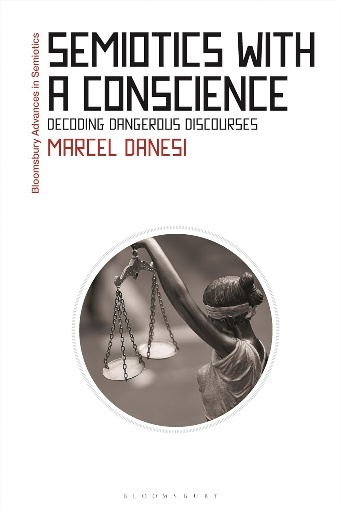 Bloomsbury Advances in Semiotics
SEMIOTICS WITH
A CONSCIENCE
DECODING DANGEROUS DISCOURSES
MARCEL DANESI
BLOOMSBURY